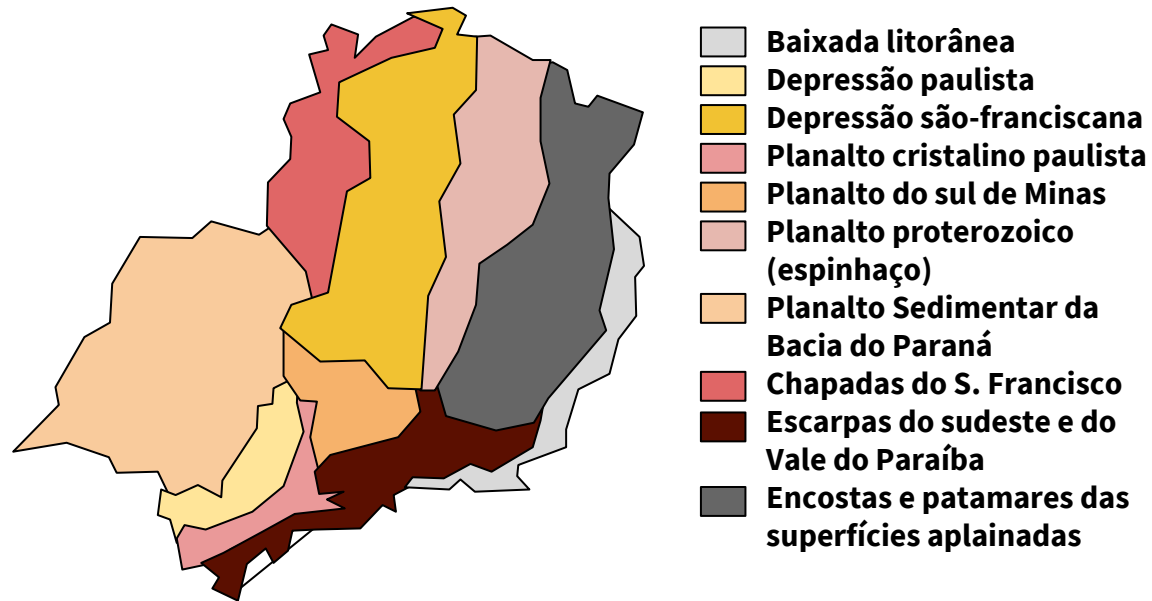 Baixada litorânea
Depressão paulista
Depressão são-franciscana
Planalto cristalino paulista
Planalto do sul de Minas
Planalto proterozoico
(espinhaço)
Planalto Sedimentar da
Bacia do Paraná
Chapadas do S. Francisco
Escarpas do sudeste e do
Vale do Paraíba
Encostas e patamares das
superfícies aplainadas